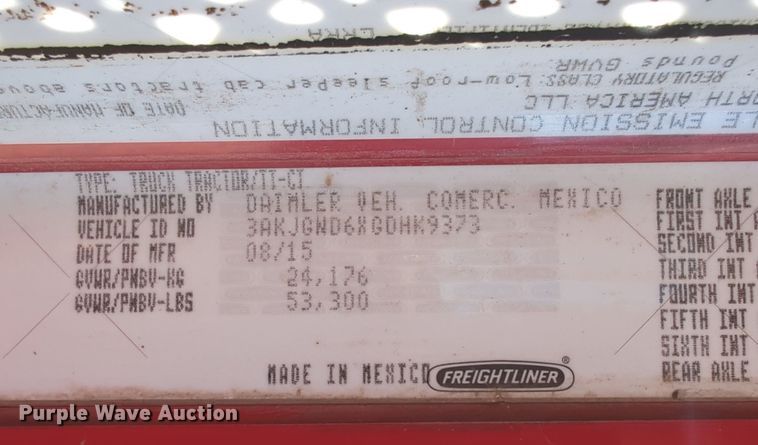 EMISSION CONTROL INFORMATION
NORTH AMERICA LLC
DATE OF MANUFACTUR
REGULATORY CLASS: Low-roof sleeper cab tractors above
Pounds GVWR
TYPE: TRUCK TRACTOR/TT-CT
MANUFACTURED BY DAIMLER VEH. COMERC. MEXICO
VEHICLE ID NO 3AKJGND6XGDHK9373
DATE OF MFR 08/15
GVWR/PNBV-KG 24,176
GVWR/PNBV-LBS 53,300
MADE IN MEXICO FREIGHTLINER®
FRONT AXLE
FIRST INT A
SECOND INT
THIRD INT A
FOURTH INT
FIFTH INT
SIXTH INT
REAR AXLE
Purple Wave Auction